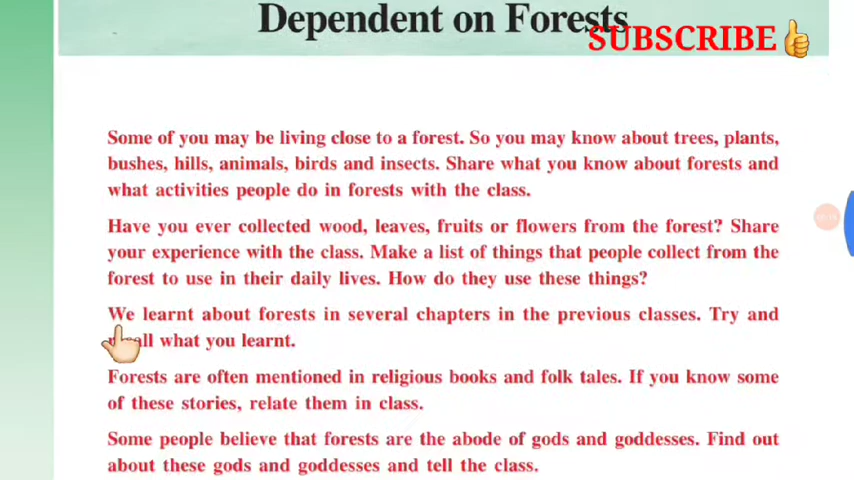 Dependent on Forests
SUBSCRIBE
Some of you may be living close to a forest. So you may know about trees, plants,
bushes, hills, animals, birds and insects. Share what you know about forests and
what activities people do in forests with the class.
Have you ever collected wood, leaves, fruits or flowers from the forest? Share
your experience with the class. Make a list of things that people collect from the
forest to use in their daily lives. How do they use these things?
We learnt about forests in several chapters in the previous classes. Try and
what you learnt.
Forests are often mentioned in religious books and folk tales. If you know some
of these stories, relate them in class.
Some people believe that forests are the abode of gods and goddesses. Find out
about these gods and goddesses and tell the class.